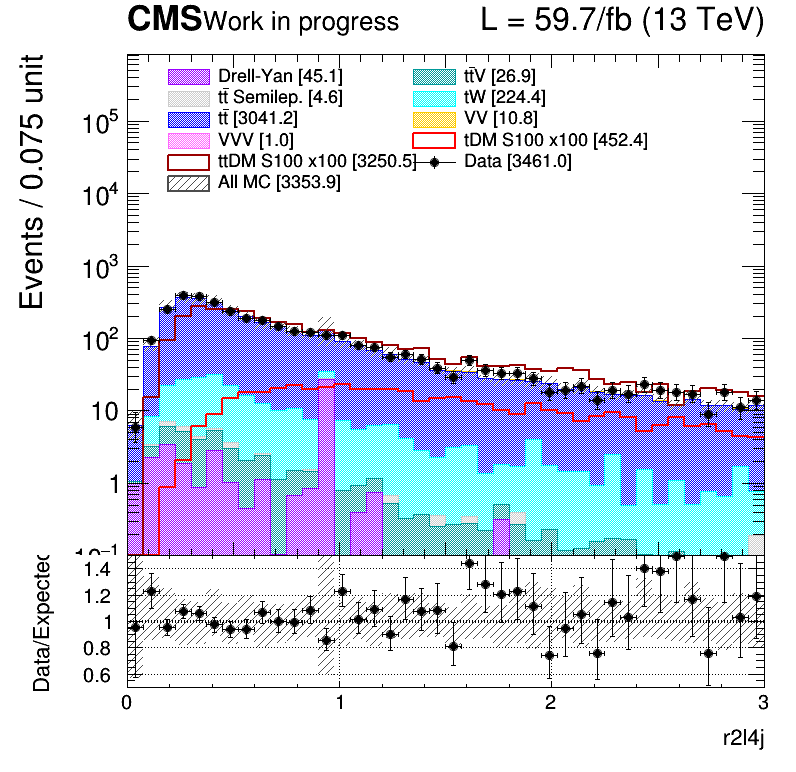 CMS Work in progress L = 59.7/fb (13 TeV)
Events / 0.075 unit
Drell-Yan [45.1] tt̄V [26.9]
tt̄ Semilep. [4.6] tW [224.4]
tt̄ [3041.2] VV [10.8]
VVV [1.0] tDM S100 x100 [452.4]
ttDM S100 x100 [3250.5] Data [3461.0]
All MC [3353.9]
10⁵
10⁴
10³
10²
10
1
10⁻¹
Data/Expected
1.4
1.2
1
0.8
0.6
0 1 2 3
r2l4j